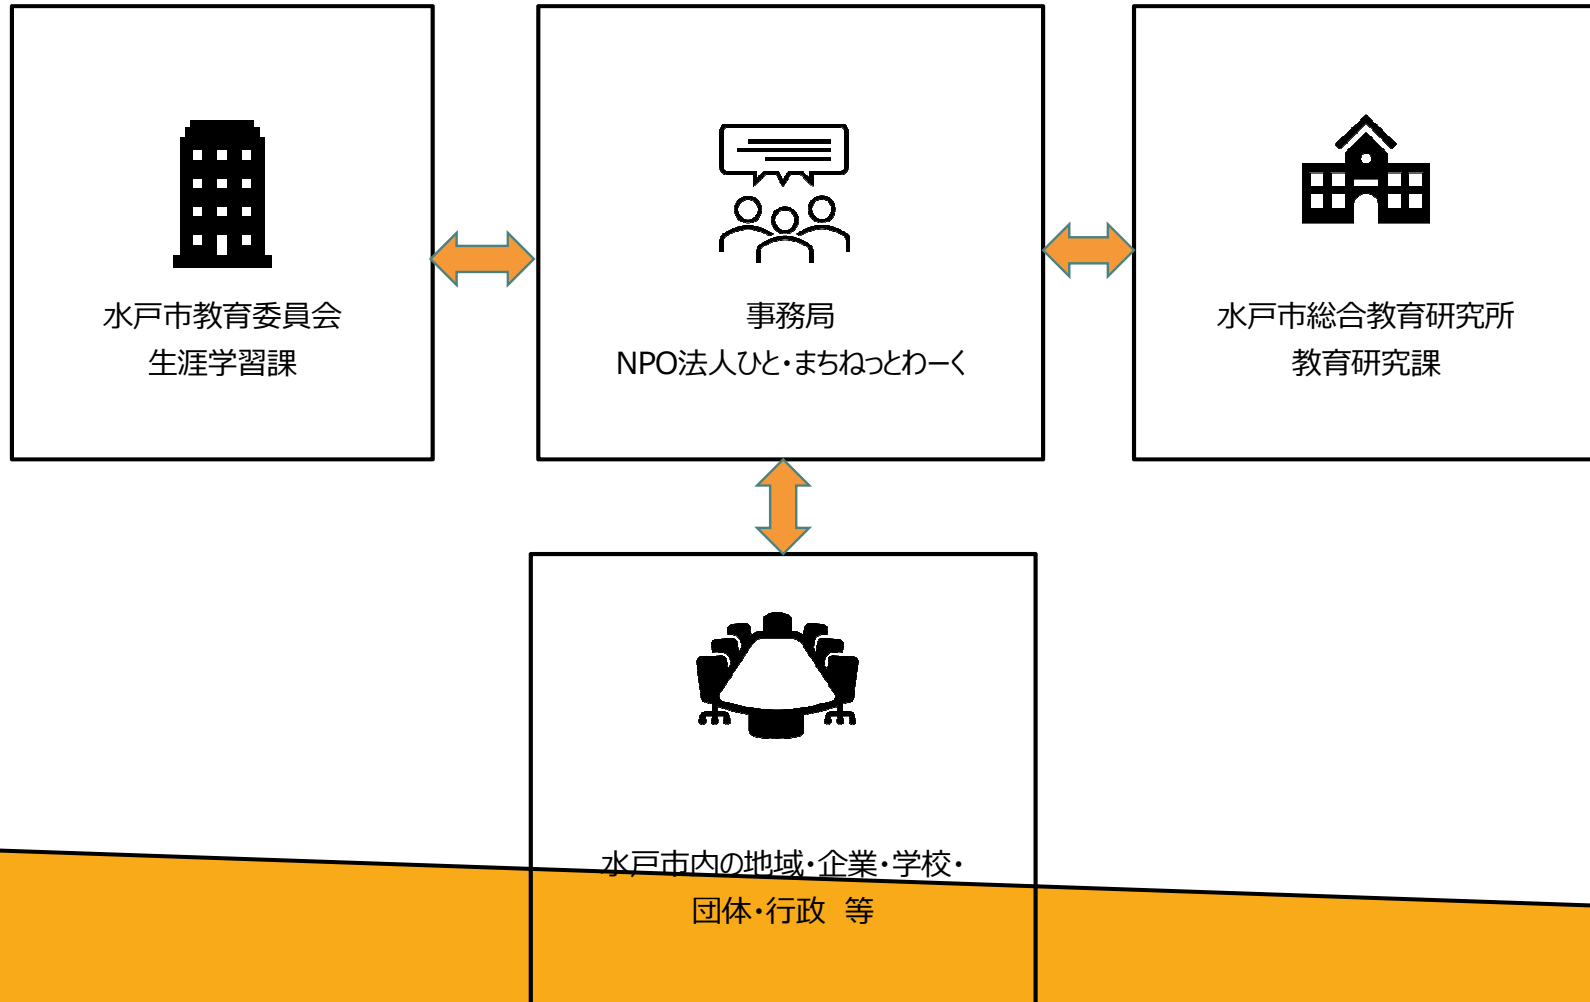 水戸市教育委員会
生涯学習課
事務局
NPO法人ひと・まちねっとわーく
水戸市総合教育研究所
教育研究課
水戸市内の地域・企業・学校・
団体・行政　等